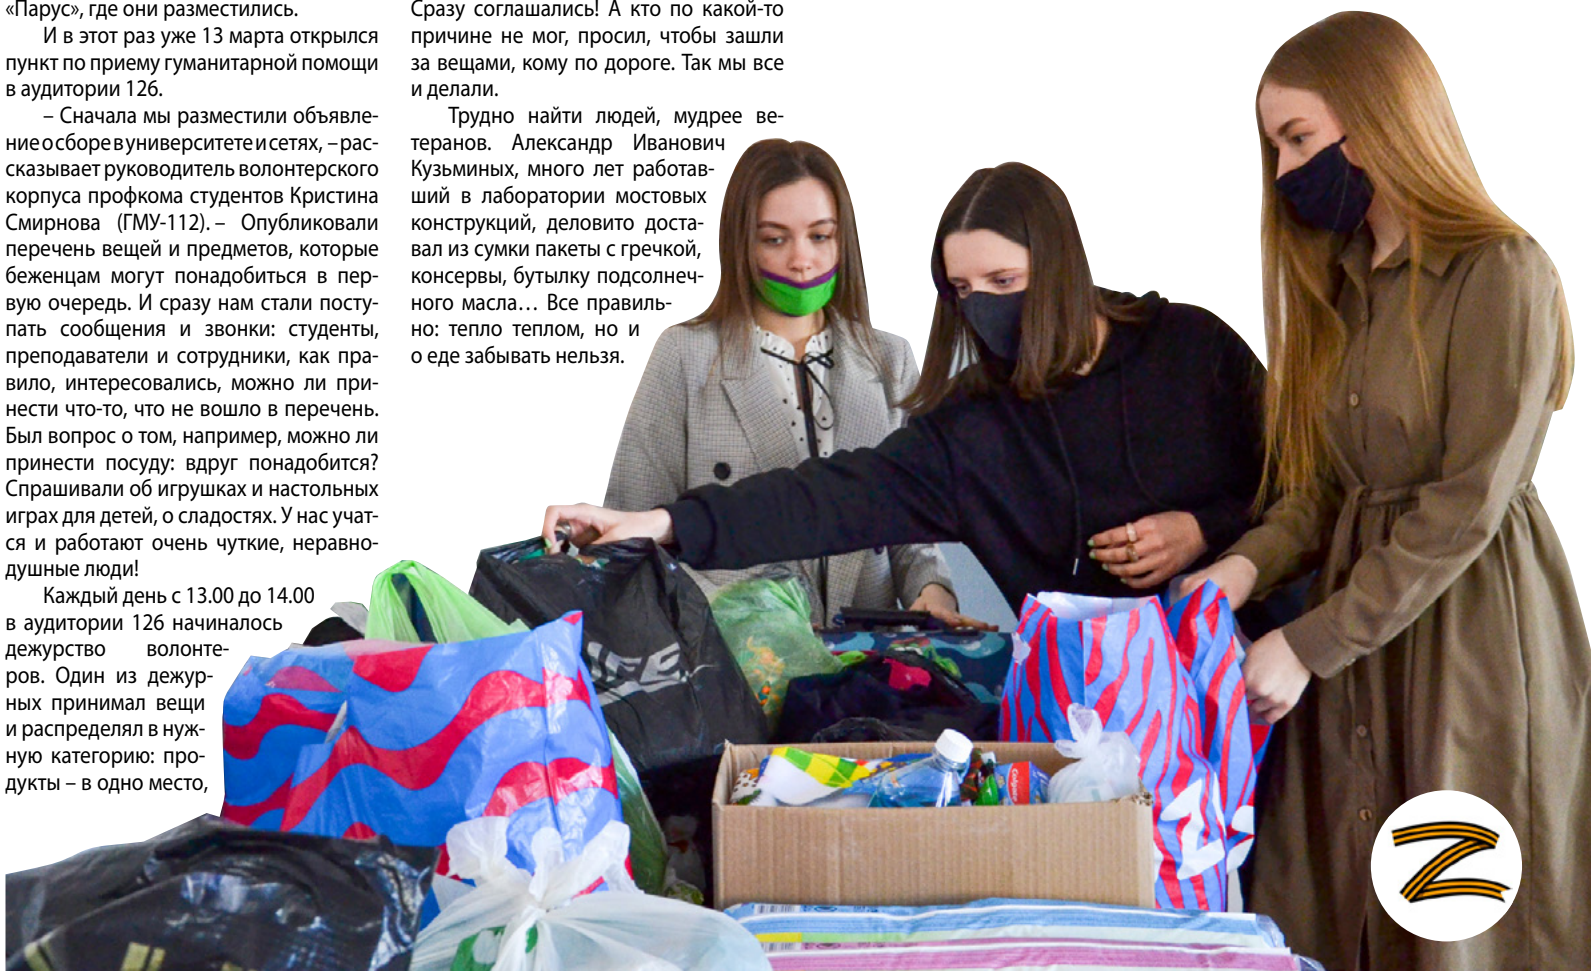 «Парус», где они разместились.
И в этот раз уже 13 марта открылся
пункт по приему гуманитарной помощи
в аудитории 126.
– Сначала мы разместили объявле-
ние о сборе в университете и сетях, – рас-
сказывает руководитель волонтерского
корпуса профкома студентов Кристина
Смирнова (ГМУ-112). – Опубликовали
перечень вещей и предметов, которые
беженцам могут понадобиться в пер-
вую очередь. И сразу нам стали посту-
пать сообщения и звонки: студенты,
преподаватели и сотрудники, как пра-
вило, интересовались, можно ли при-
нести что-то, что не вошло в перечень.
Был вопрос о том, например, можно ли
принести посуду: вдруг понадобится?
Спрашивали об игрушках и настольных
играх для детей, о сладостях. У нас учат-
ся и работают очень чуткие, неравно-
душные люди!
Каждый день с 13.00 до 14.00
в аудитории 126 начиналось
дежурство волонте-
ров. Один из дежур-
ных принимал вещи
и распределял в нуж-
ную категорию: про-
дукты – в одно место,
Сразу соглашались! А кто по какой-то
причине не мог, просил, чтобы зашли
за вещами, кому по дороге. Так мы все
и делали.
Трудно найти людей, мудрее ве-
теранов. Александр Иванович
Кузьминых, много лет работав-
ший в лаборатории мостовых
конструкций, деловито доста-
вал из сумки пакеты с гречкой,
консервы, бутылку подсолнеч-
ного масла… Все правиль-
но: тепло теплом, но и
о еде забывать нельзя.
Colgate
Z